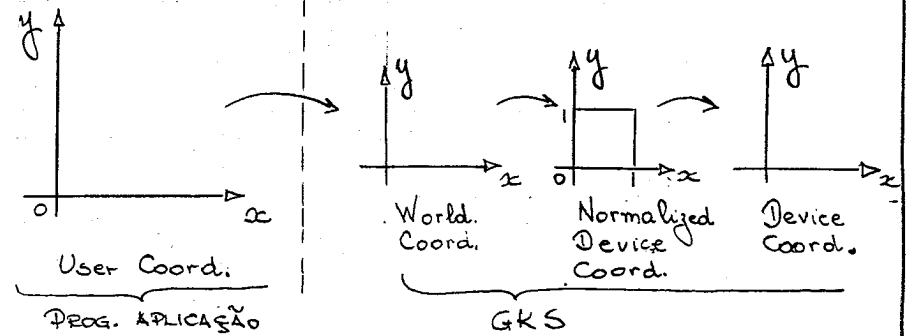 y
0
x
User Coord.
PROG. APLICAÇÃO
y
x
World.
Coord.
y
1
0
1
x
Normalized
Device
Coord.
y
x
Device
Coord.
GKS